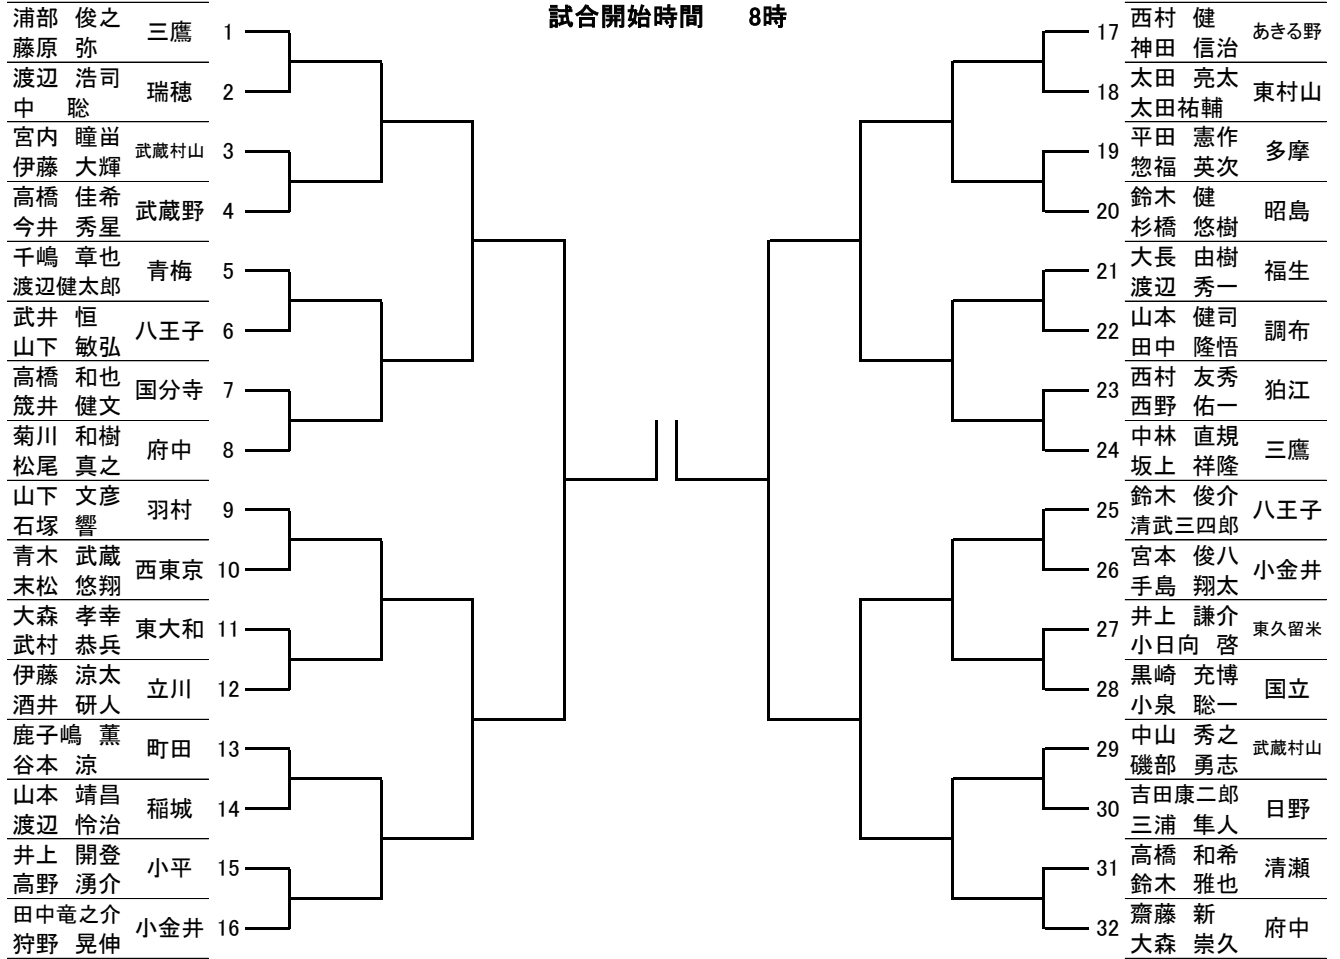 試合開始時間 8時
浦部 俊之
藤原 弥
三鷹 1
渡辺 浩司
中 聡
瑞穂 2
宮内 瞳
伊藤 大輝
武蔵村山 3
高橋 佳希
今井 秀星
武蔵野 4
千嶋 章也
渡辺健太郎
青梅 5
武井 恒
山下 敏弘
八王子 6
高橋 和也
筬井 健文
国分寺 7
菊川 和樹
松尾 真之
府中 8
山下 文彦
石塚 響
羽村 9
青木 武蔵
末松 悠翔
西東京 10
大森 孝幸
武村 恭兵
東大和 11
伊藤 涼太
酒井 研人
立川 12
鹿子嶋 薫
谷本 涼
町田 13
山本 靖昌
渡辺 怜治
稲城 14
井上 開登
高野 湧介
小平 15
田中竜之介
狩野 晃伸
小金井 16
17 西村 健
神田 信治
あきる野
18 太田 亮太
太田祐輔
東村山
19 平田 憲作
惣福 英次
多摩
20 鈴木 健
杉橋 悠樹
昭島
21 大長 由樹
渡辺 秀一
福生
22 山本 健司
田中 隆悟
調布
23 西村 友秀
西野 佑一
狛江
24 中林 直規
坂上 祥隆
三鷹
25 鈴木 俊介
清武三四郎
八王子
26 宮本 俊八
手島 翔太
小金井
27 井上 謙介
小日向 啓
東久留米
28 黒崎 充博
小泉 聡一
国立
29 中山 秀之
磯部 勇志
武蔵村山
30 吉田康二郎
三浦 隼人
日野
31 高橋 和希
鈴木 雅也
清瀬
32 齋藤 新
大森 崇久
府中